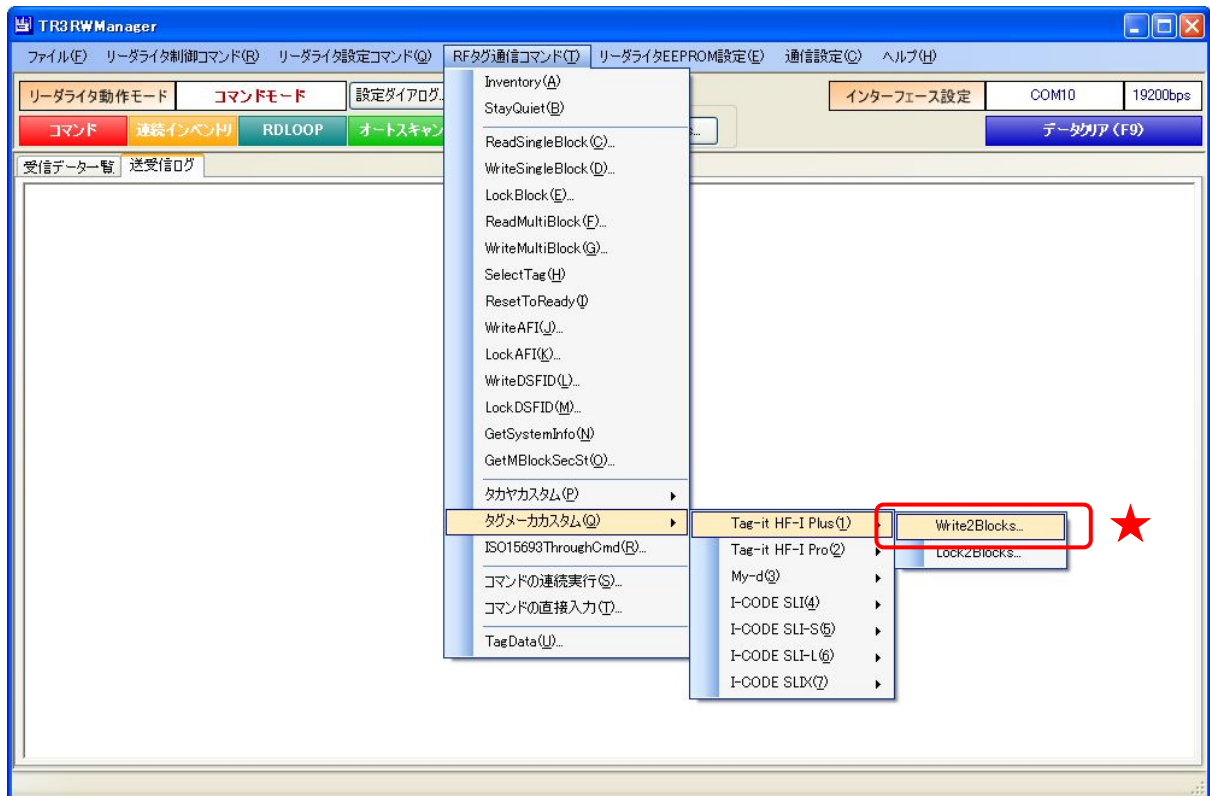 TR3RWManager
ファイル(F) リーダライタ制御コマンド(R) リーダライタ設定コマンド(Q) RFタグ通信コマンド(T) リーダライタEEPROM設定(E) 通信設定(C) ヘルプ(H)
リーダライタ動作モード コマンドモード 設定ダイアログ インターフェース設定 COM10 19200bps
コマンド 連続インベントリ RDLOOP オートスキャン データクリア(F9)
受信データ一覧 送受信ログ
Inventory(A)
StayQuiet(B)
ReadSingleBlock(C)...
WriteSingleBlock(D)...
LockBlock(E)...
ReadMultiBlock(F)...
WriteMultiBlock(G)...
SelectTag(H)
ResetToReady(I)
WriteAFI(J)...
LockAFI(K)...
WriteDSFID(L)...
LockDSFID(M)...
GetSystemInfo(N)
GetMBlockSecSt(O)...
タカヤカスタム(P)
タグメーカカスタム(Q)
ISO15693ThroughCmd(R)...
コマンドの連続実行(S)...
コマンドの直接入力(T)...
TagData(U)...
Tag-it HF-I Plus(1)
Tag-it HF-I Pro(2)
My-d(3)
I-CODE SLI(4)
I-CODE SLI-S(5)
I-CODE SLI-L(6)
I-CODE SLIX(7)
Write2Blocks...
Lock2Blocks...
★